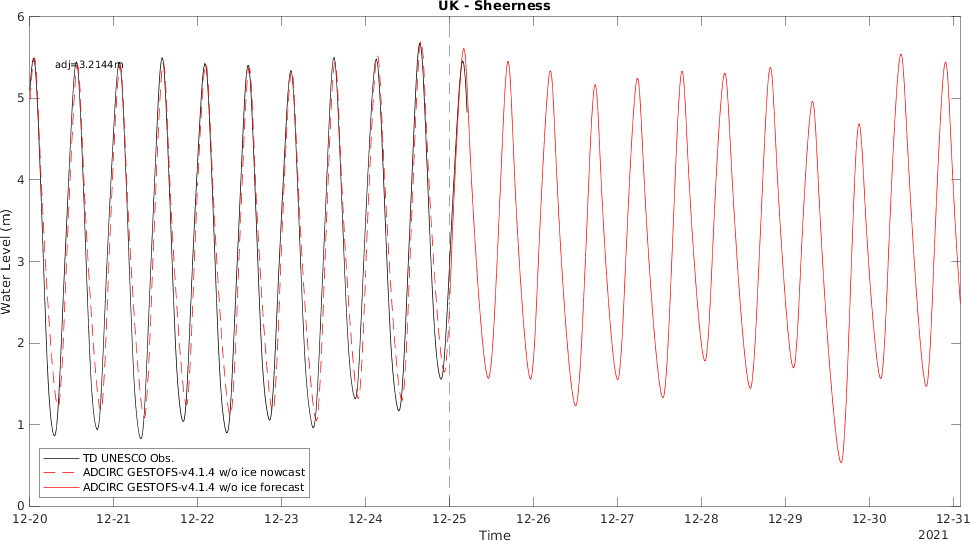 UK - Sheerness
adj=3.2144m
6
5
4
3
2
1
0
Water Level (m)
TD UNESCO Obs.
ADCIRC GESTOFS-v4.1.4 w/o ice nowcast
ADCIRC GESTOFS-v4.1.4 w/o ice forecast
12-20 12-21 12-22 12-23 12-24 12-25 12-26 12-27 12-28 12-29 12-30 12-31
Time
2021